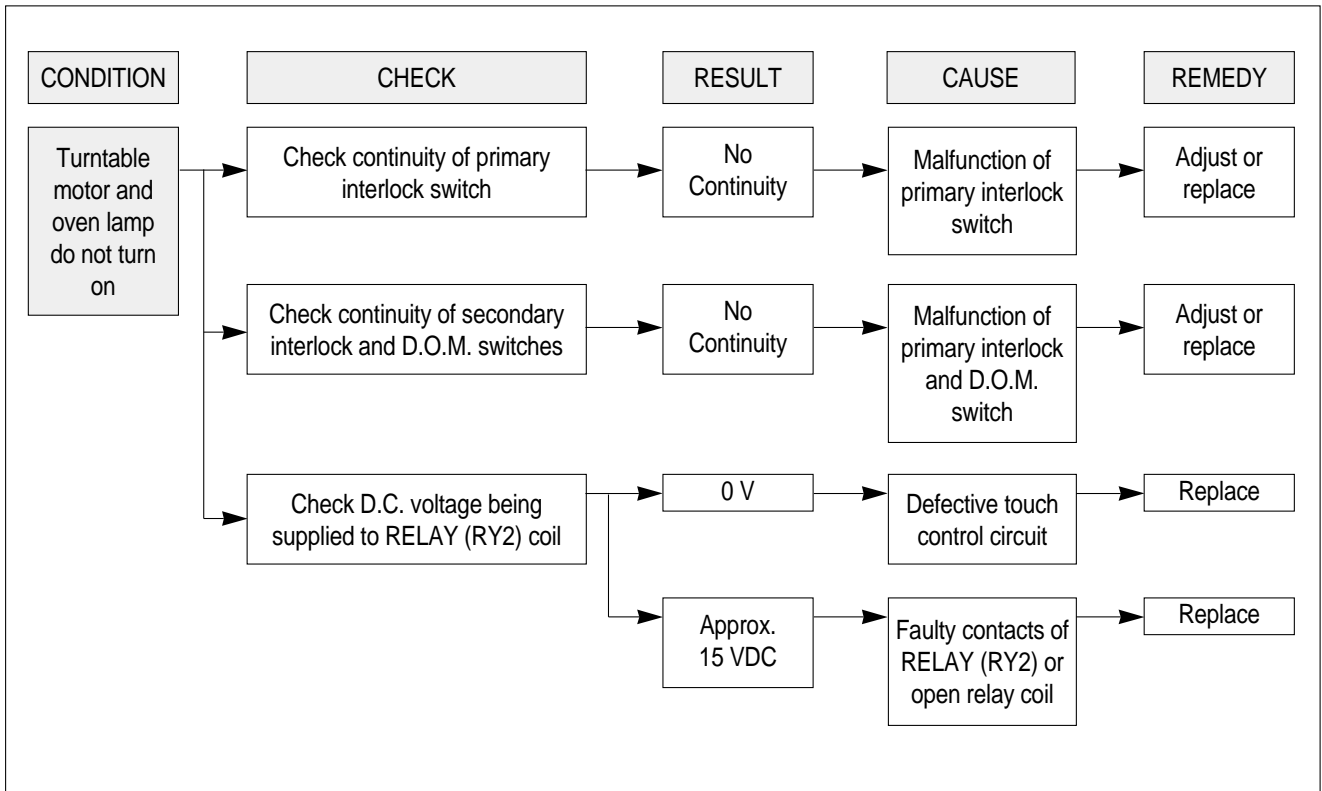 CONDITION
CHECK
RESULT
CAUSE
REMEDY
Turntable
motor and
oven lamp
do not turn
on
Check continuity of primary
interlock switch
No
Continuity
Malfunction of
primary interlock
switch
Adjust or
replace
Check continuity of secondary
interlock and D.O.M. switches
No
Continuity
Malfunction of
primary interlock
and D.O.M.
switch
Adjust or
replace
Check D.C. voltage being
supplied to RELAY (RY2) coil
0 V
Defective touch
control circuit
Replace
Approx.
15 VDC
Faulty contacts of
RELAY (RY2) or
open relay coil
Replace